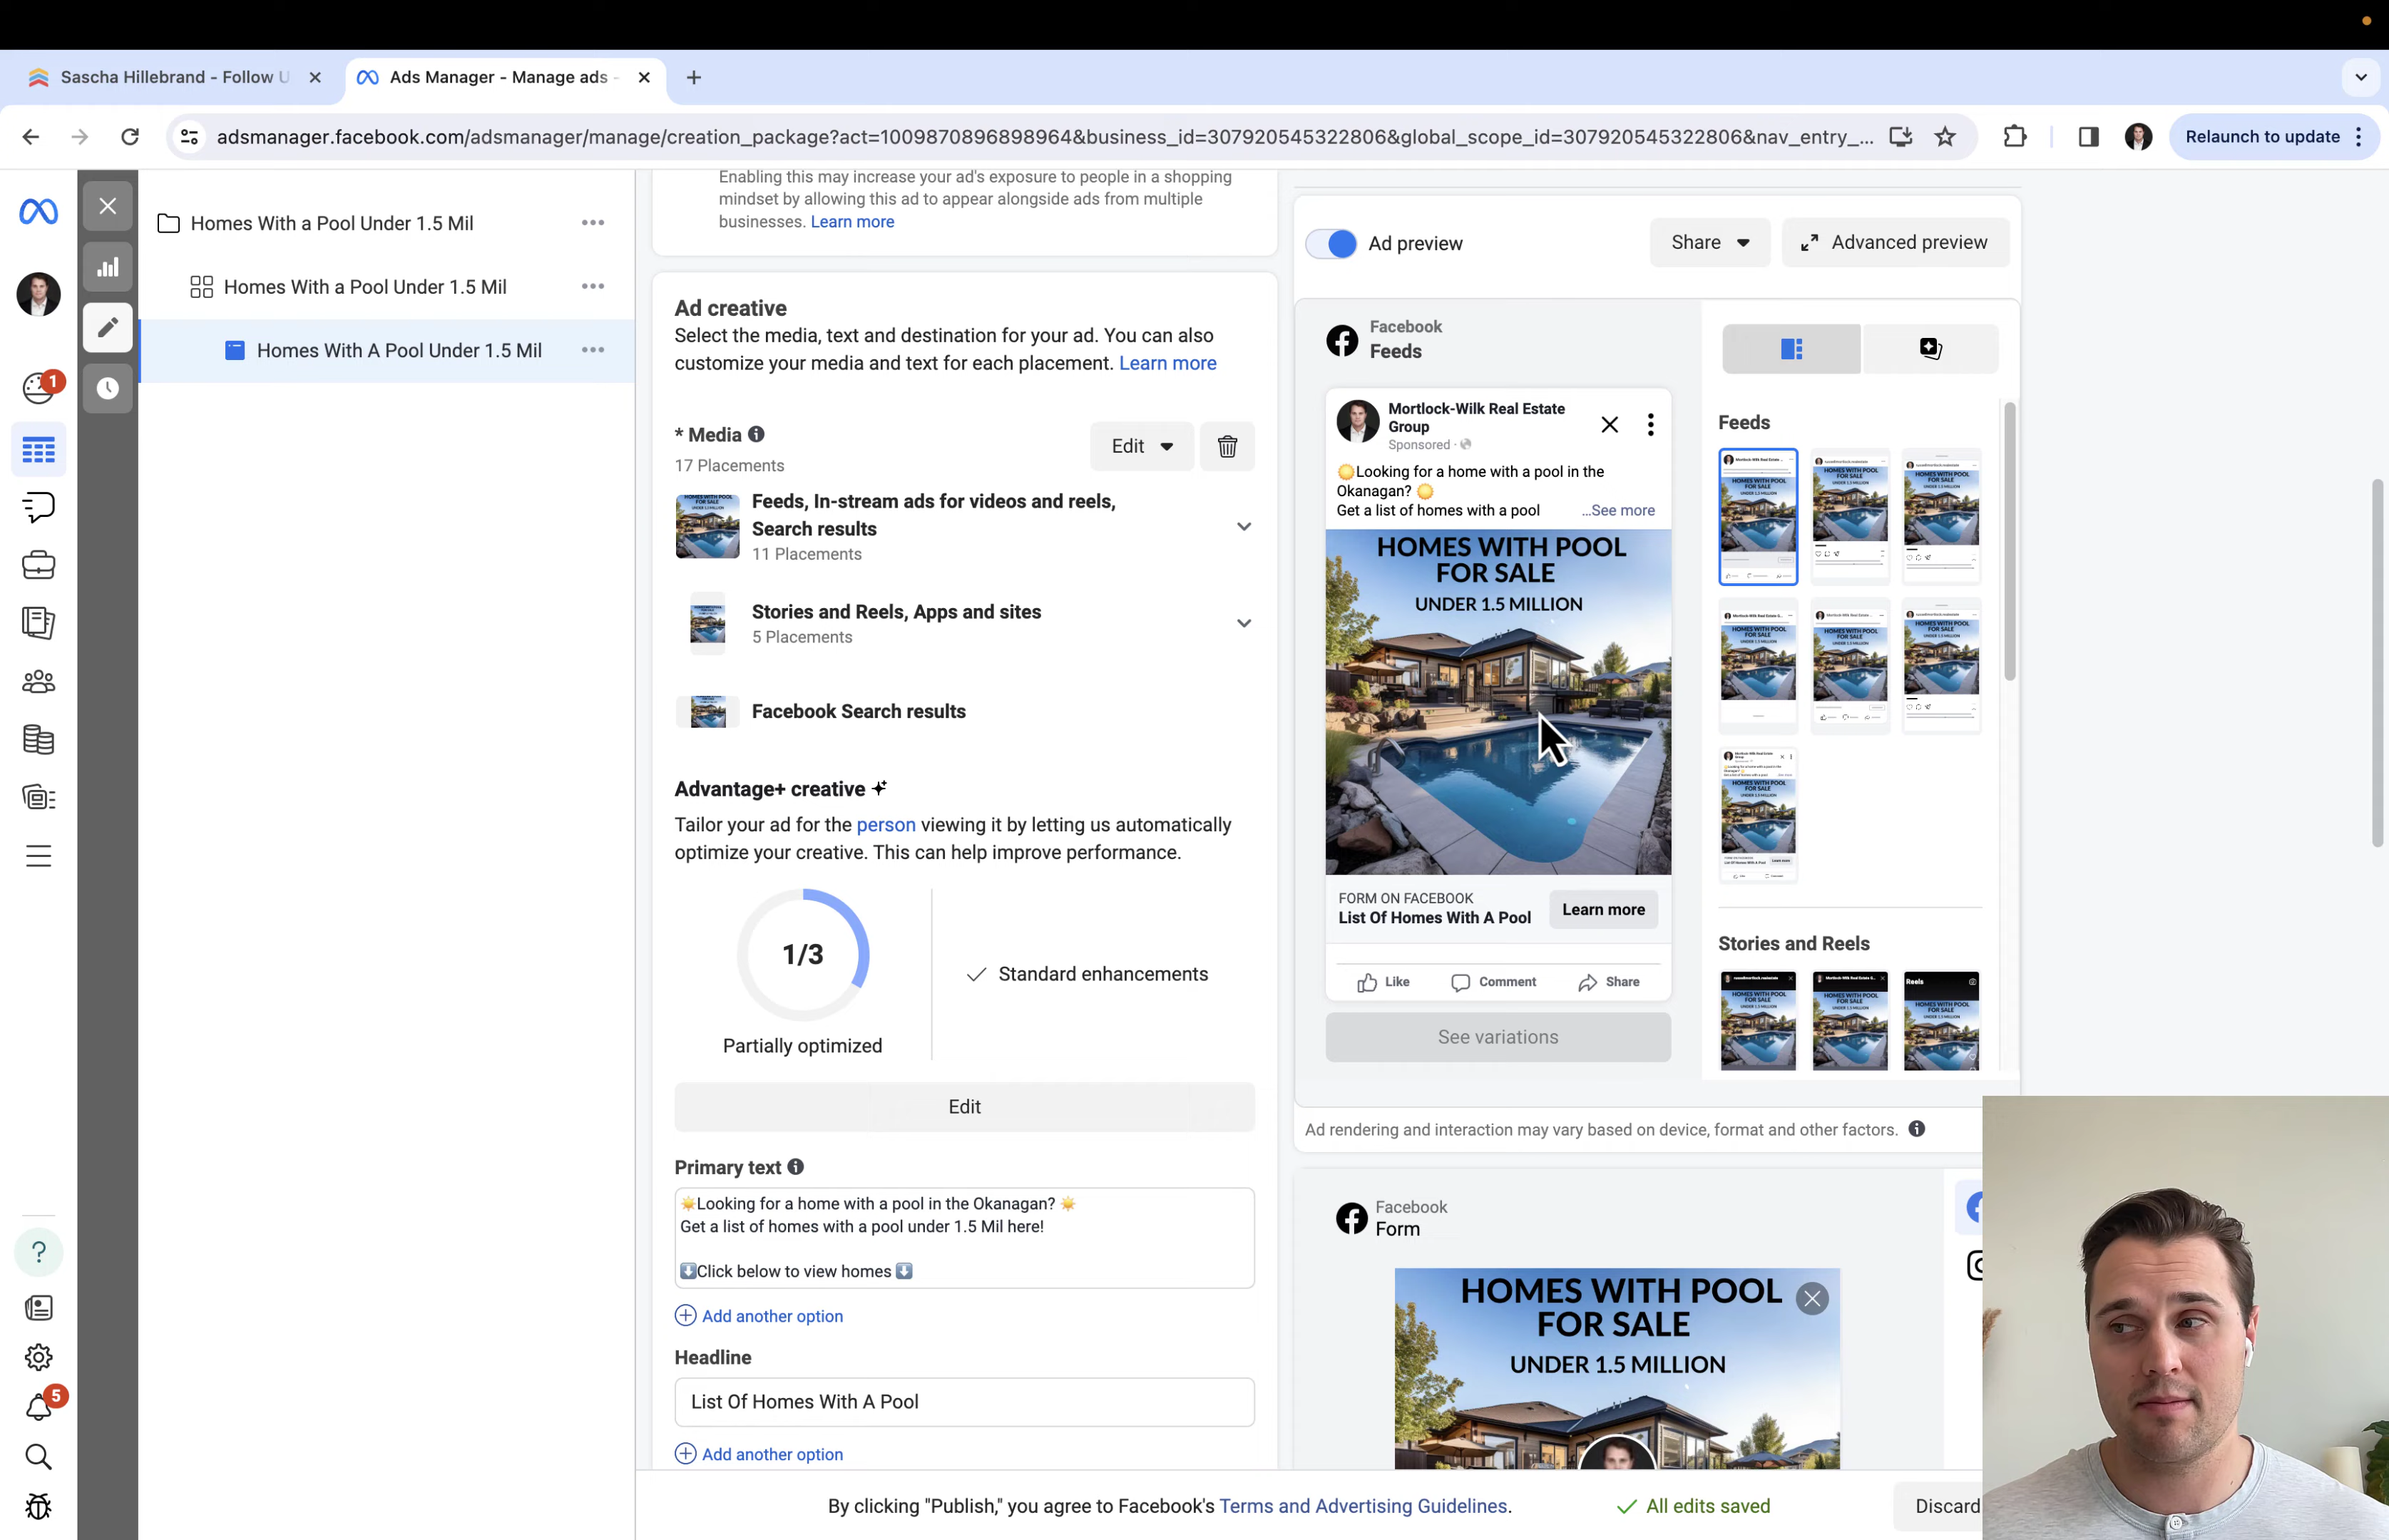 Sascha Hillebrand - Follow U
Ads Manager - Manage ads -
adsmanager.facebook.com/adsmanager/manage/creation_package?act=1009870896898964&business_id=307920545322806&global_scope_id=307920545322806&nav_entry_...
Relaunch to update
Homes With a Pool Under 1.5 Mil
Homes With a Pool Under 1.5 Mil
Homes With A Pool Under 1.5 Mil
1
5
Enabling this may increase your ad's exposure to people in a shopping
mindset by allowing this ad to appear alongside ads from multiple
businesses. Learn more
Ad creative
Select the media, text and destination for your ad. You can also
customize your media and text for each placement. Learn more
* Media
17 Placements
Edit
Feeds, In-stream ads for videos and reels,
Search results
11 Placements
Stories and Reels, Apps and sites
5 Placements
Facebook Search results
Advantage+ creative
Tailor your ad for the person viewing it by letting us automatically
optimize your creative. This can help improve performance.
1/3
Partially optimized
Standard enhancements
Edit
Primary text
☀️Looking for a home with a pool in the Okanagan? ☀️
Get a list of homes with a pool under 1.5 Mil here!
⬇️Click below to view homes ⬇️
Add another option
Headline
List Of Homes With A Pool
Add another option
Ad preview
Share
Advanced preview
Facebook
Feeds
Mortlock-Wilk Real Estate
Group
Sponsored ·
🌞Looking for a home with a pool in the
Okanagan? 🌞
Get a list of homes with a pool ...See more
HOMES WITH POOL
FOR SALE
UNDER 1.5 MILLION
FORM ON FACEBOOK
List Of Homes With A Pool
Learn more
Like
Comment
Share
See variations
Feeds
Stories and Reels
Reels
Ad rendering and interaction may vary based on device, format and other factors.
Facebook
Form
HOMES WITH POOL
FOR SALE
UNDER 1.5 MILLION
By clicking "Publish," you agree to Facebook's Terms and Advertising Guidelines.
All edits saved
Discard